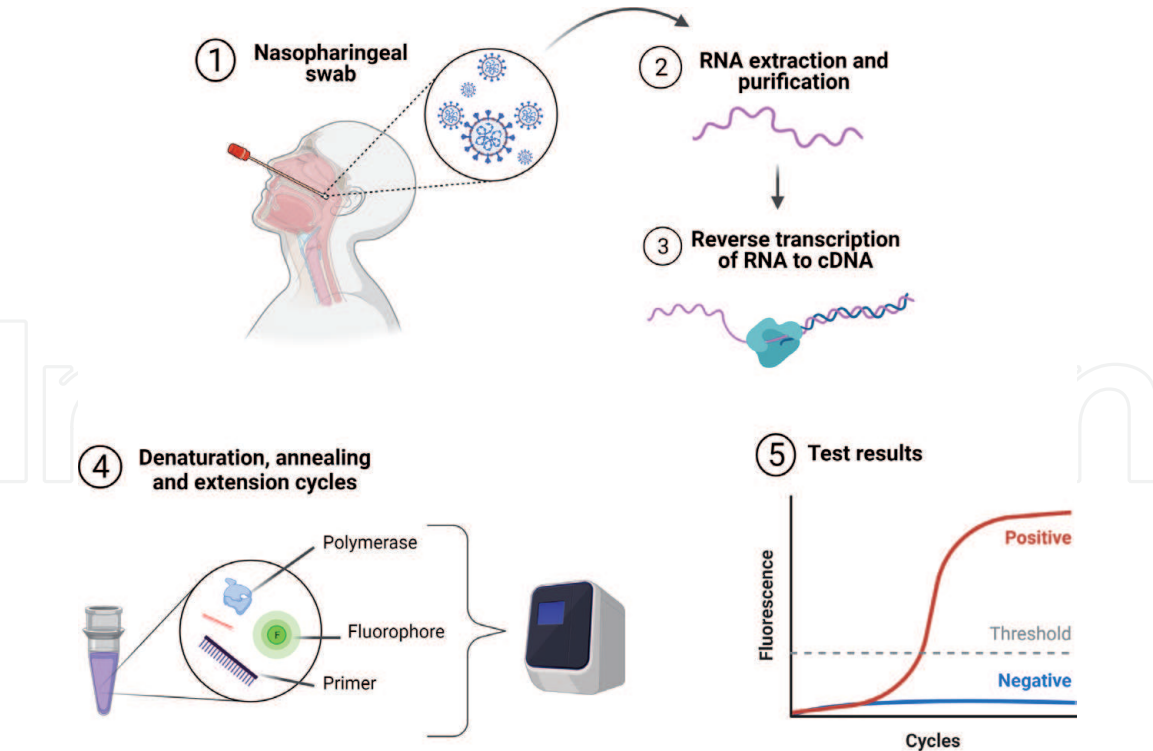 1
Nasopharingeal
swab
2
RNA extraction and
purification
3
Reverse transcription
of RNA to cDNA
4
Denaturation, annealing
and extension cycles
Polymerase
Fluorophore
F
Primer
5
Test results
Fluorescence
Positive
Threshold
Negative
Cycles